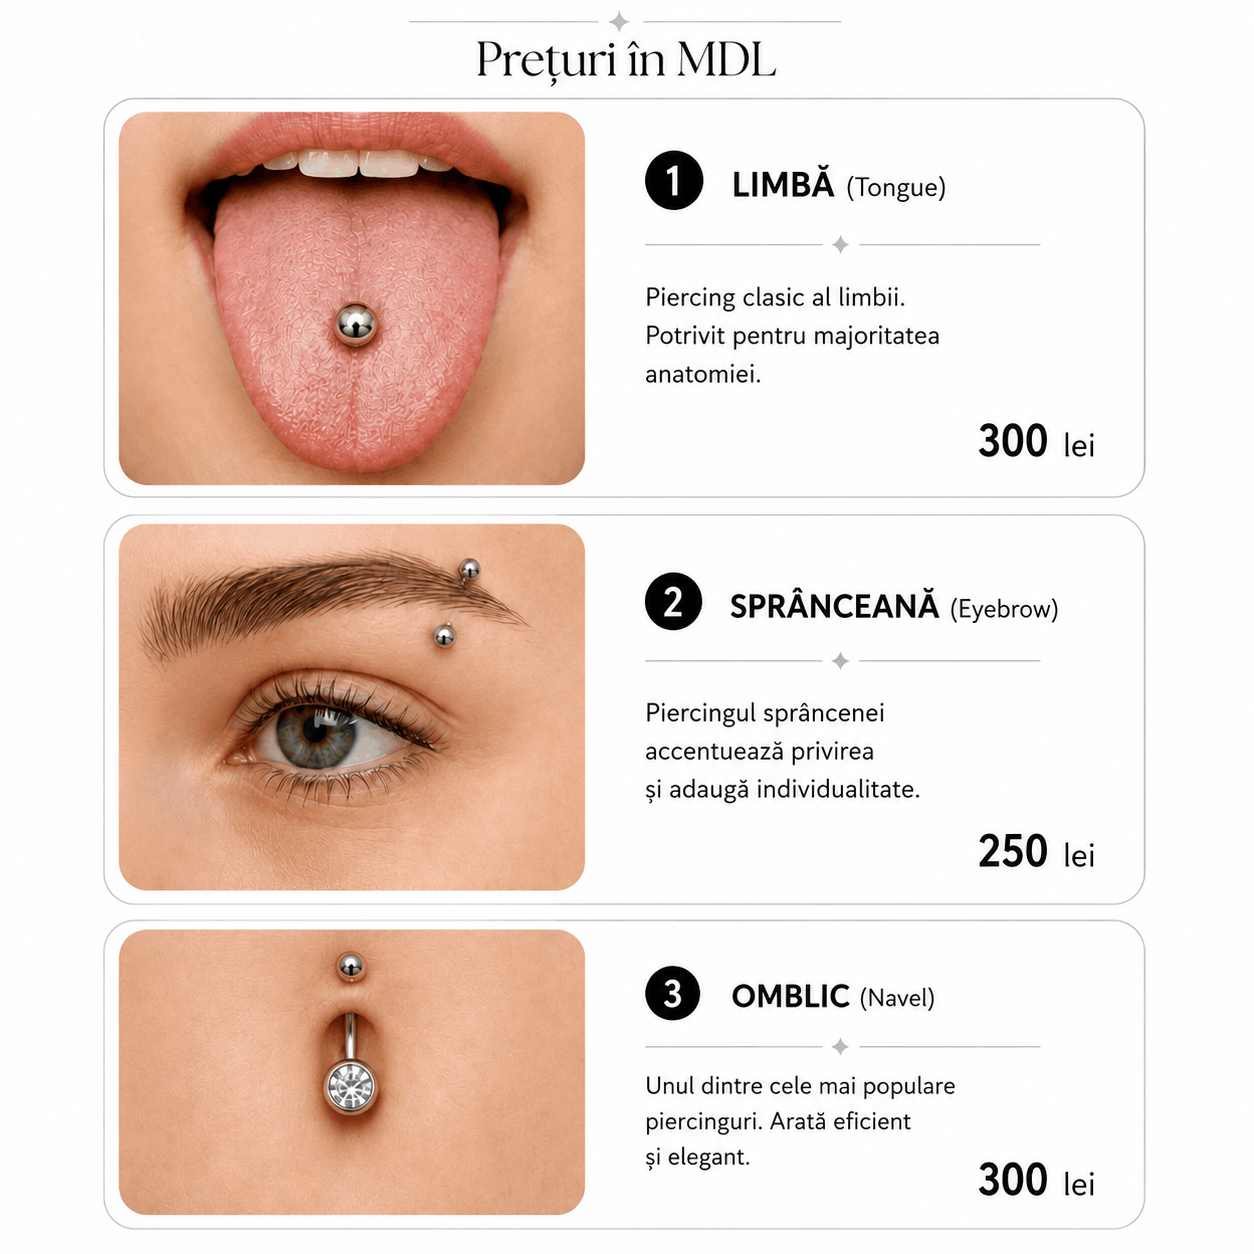 Prețuri în MDL
1 LIMBĂ (Tongue)
Piercing clasic al limbii.
Potrivit pentru majoritatea
anatomiei.
300 lei
2 SPRÂNCEANĂ (Eyebrow)
Piercingul sprâncenei
accentuează privirea
și adaugă individualitate.
250 lei
3 OMBLIC (Navel)
Unul dintre cele mai populare
piercinguri. Arată eficient
și elegant.
300 lei